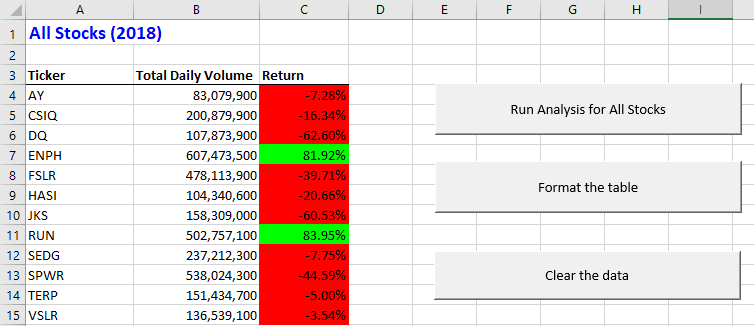 A B C D E F G H I
1 All Stocks (2018)
2
3 Ticker Total Daily Volume Return
4 AY 83,079,900 -7.28%
5 CSIQ 200,879,900 -16.34%
6 DQ 107,873,900 -62.60%
7 ENPH 607,473,500 81.92%
8 FSLR 478,113,900 -39.71%
9 HASI 104,340,600 -20.66%
10 JKS 158,309,000 -60.53%
11 RUN 502,757,100 83.95%
12 SEDG 237,212,300 -7.75%
13 SPWR 538,024,300 -44.59%
14 TERP 151,434,700 -5.00%
15 VSLR 136,539,100 -3.54%
Run Analysis for All Stocks
Format the table
Clear the data